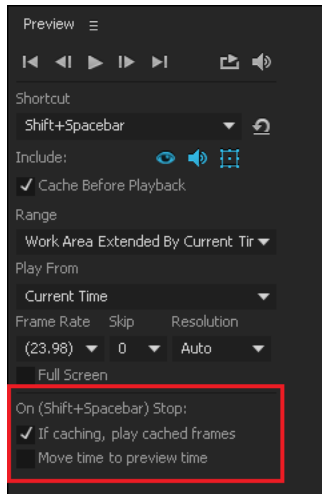 Preview
Shortcut
Shift+Spacebar
Include:
Cache Before Playback
Range
Work Area Extended By Current Tir
Play From
Current Time
Frame Rate Skip Resolution
(23.98) 0 Auto
Full Screen
On (Shift+Spacebar) Stop:
If caching, play cached frames
Move time to preview time